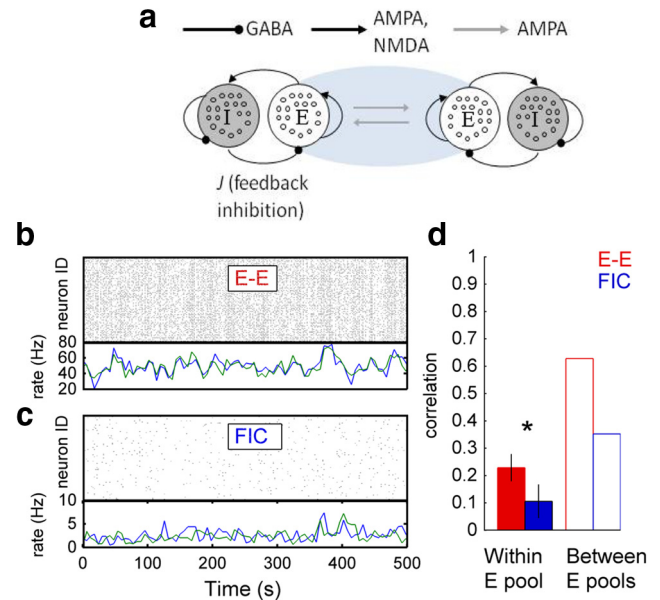 a
GABA
AMPA,
NMDA
AMPA
I
E
E
I
J (feedback
inhibition)
b
neuron ID
E-E
rate (Hz)
80
60
40
20
c
neuron ID
FIC
rate (Hz)
10
5
0
0 100 200 300 400 500
Time (s)
d
E-E
FIC
correlation
1
0.9
0.8
0.7
0.6
0.5
0.4
0.3
0.2
0.1
0
*
Within
E pool
Between
E pools